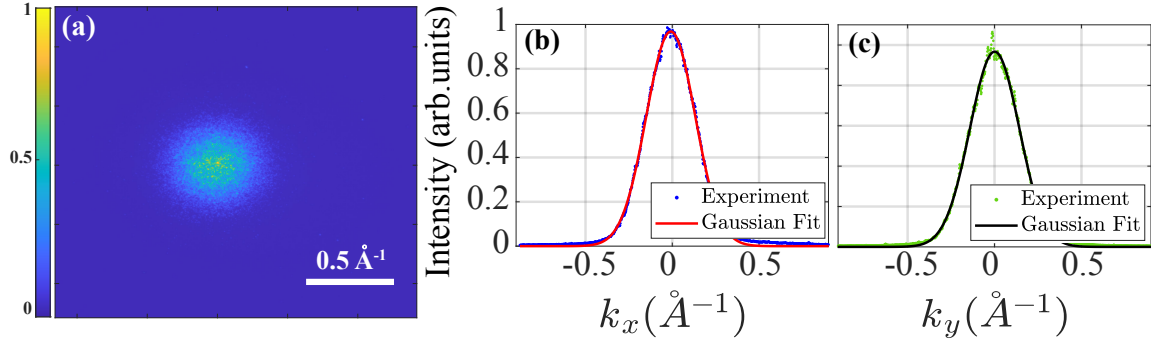 1
0.5
0
(a)
0.5 Å⁻¹
Intensity (arb.units)
1
0.8
0.6
0.4
0.2
0
(b)
Experiment
Gaussian Fit
-0.5 0 0.5
kₓ(Å⁻¹)
(c)
Experiment
Gaussian Fit
-0.5 0 0.5
k_y(Å⁻¹)